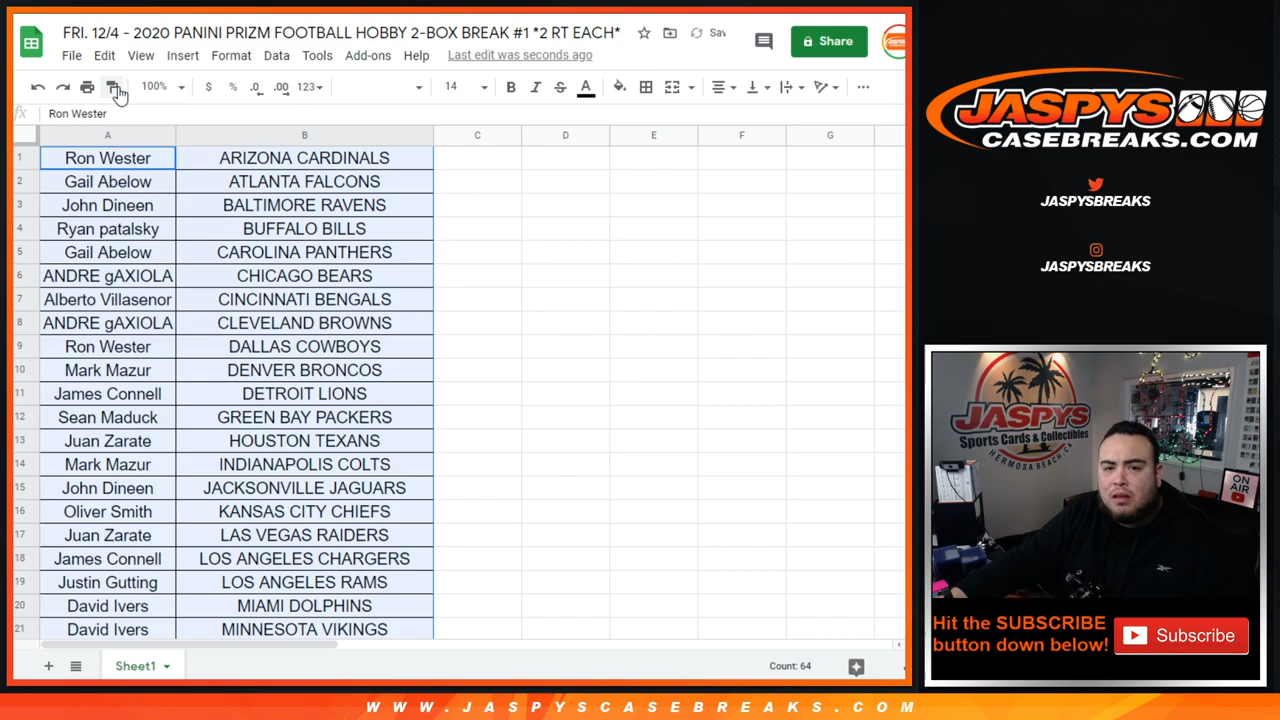 FRI. 12/4 - 2020 PANINI PRIZM FOOTBALL HOBBY 2-BOX BREAK #1 *2 RT EACH*
Sav
Share
File Edit View Insert Format Data Tools Add-ons Help Last edit was seconds ago
100% $ % .0 .00 123 14 B I S A
fx Ron Wester
A B C D E F G
1 Ron Wester ARIZONA CARDINALS
2 Gail Abelow ATLANTA FALCONS
3 John Dineen BALTIMORE RAVENS
4 Ryan patalsky BUFFALO BILLS
5 Gail Abelow CAROLINA PANTHERS
6 ANDRE gAXIOLA CHICAGO BEARS
7 Alberto Villasenor CINCINNATI BENGALS
8 ANDRE gAXIOLA CLEVELAND BROWNS
9 Ron Wester DALLAS COWBOYS
10 Mark Mazur DENVER BRONCOS
11 James Connell DETROIT LIONS
12 Sean Maduck GREEN BAY PACKERS
13 Juan Zarate HOUSTON TEXANS
14 Mark Mazur INDIANAPOLIS COLTS
15 John Dineen JACKSONVILLE JAGUARS
16 Oliver Smith KANSAS CITY CHIEFS
17 Juan Zarate LAS VEGAS RAIDERS
18 James Connell LOS ANGELES CHARGERS
19 Justin Gutting LOS ANGELES RAMS
20 David Ivers MIAMI DOLPHINS
21 David Ivers MINNESOTA VIKINGS
Sheet1
Count: 64
JASPYS
CASEBREAKS.COM
JASPYSBREAKS
JASPYSBREAKS
JASPYS
Sports Cards & Collectibles
HERMOSA BEACH, CA
ON
AIR
Hit the SUBSCRIBE
button down below!
Subscribe
WWW.JASPYSCASEBREAKS.COM